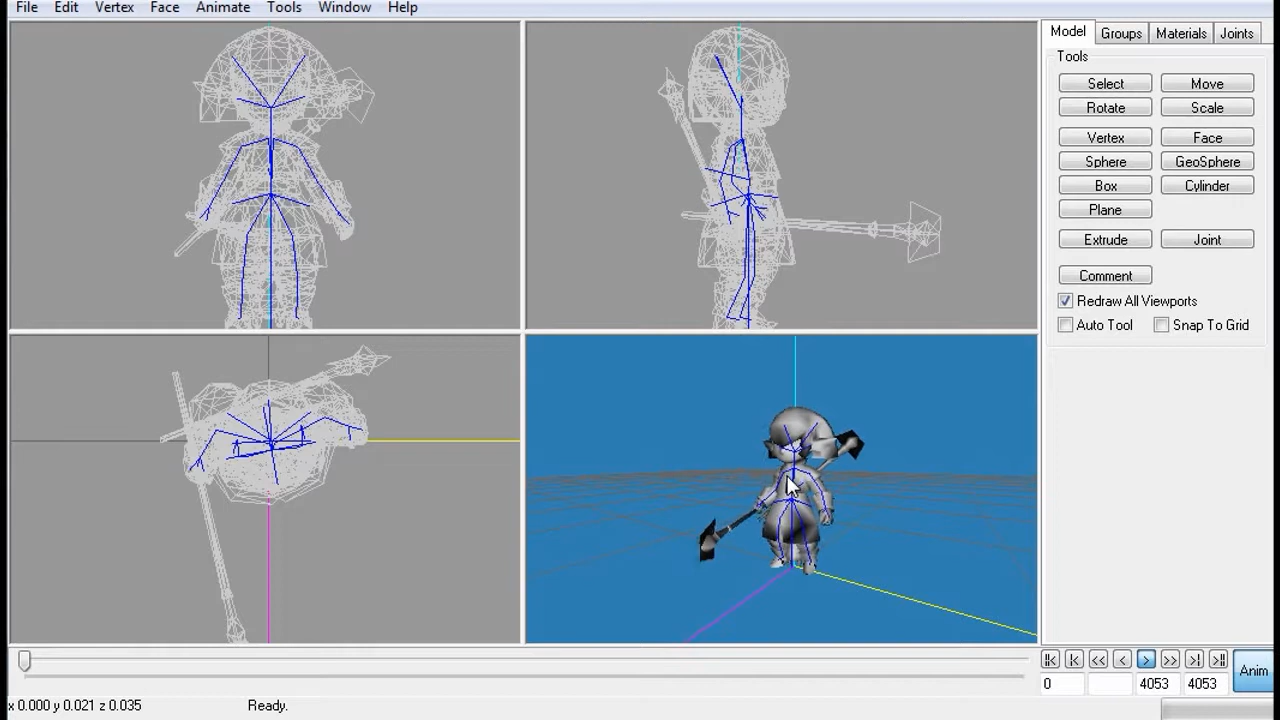 File Edit Vertex Face Animate Tools Window Help
Model Groups Materials Joints
Tools
Select Move
Rotate Scale
Vertex Face
Sphere GeoSphere
Box Cylinder
Plane
Extrude Joint
Comment
Redraw All Viewports
Auto Tool Snap To Grid
|< |< << < > >> >| >||
0 4053 4053 Anim
x 0.000 y 0.021 z 0.035 Ready.